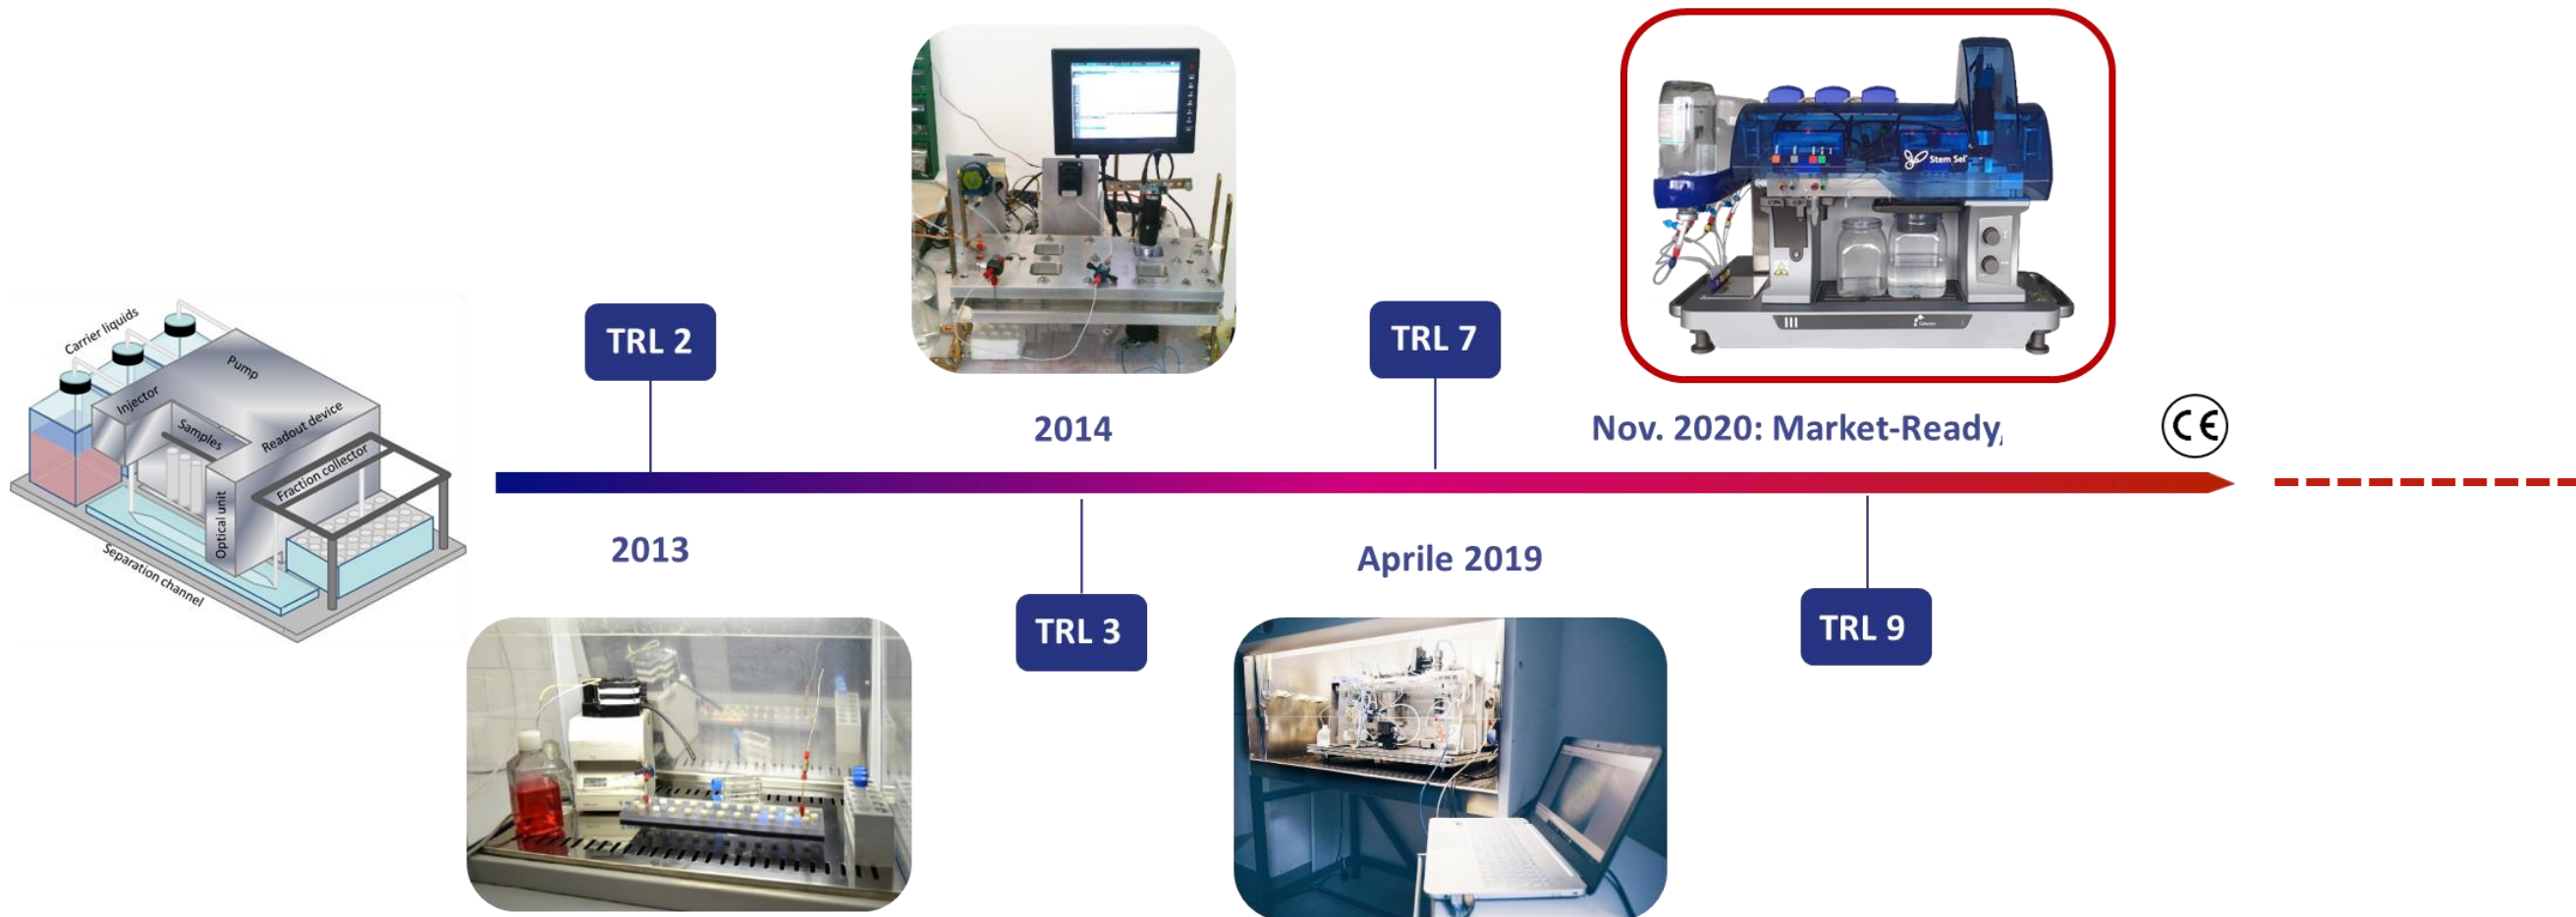 Carrier liquids
Pump
Injector
Samples
Readout device
Fraction collector
Optical unit
Separation channel
TRL 2
2013
2014
TRL 3
TRL 7
Aprile 2019
Stem Sel
Nov. 2020: Market-Ready,
CE
TRL 9